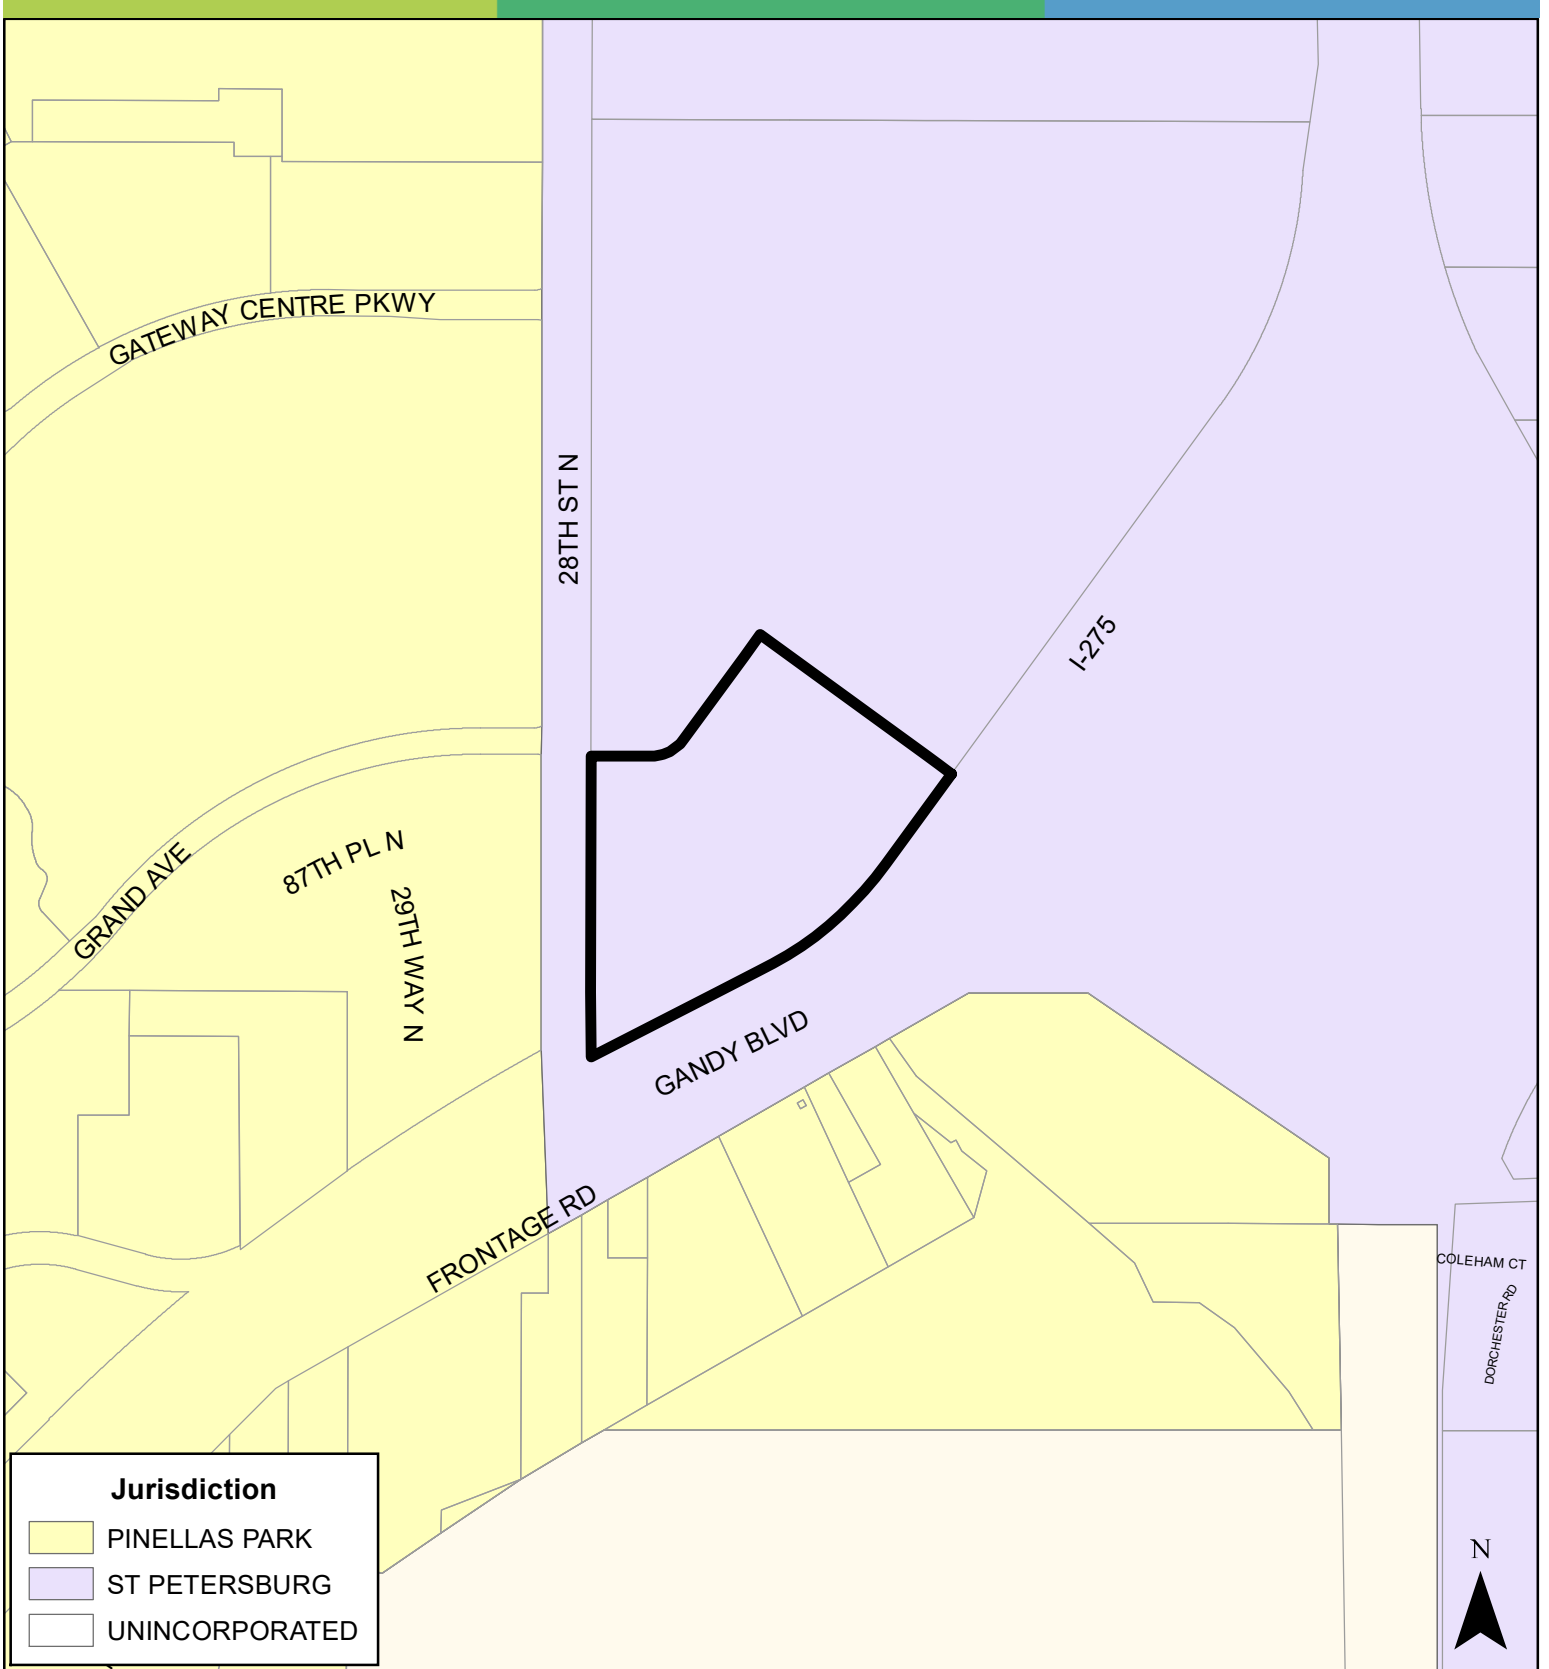 GATEWAY CENTRE PKWY
28TH ST N
I-275
87TH PL N
GRAND AVE
29TH WAY N
GANDY BLVD
FRONTAGE RD
COLEHAM CT
DORCHESTER RD
Jurisdiction
PINELLAS PARK
ST PETERSBURG
UNINCORPORATED
N